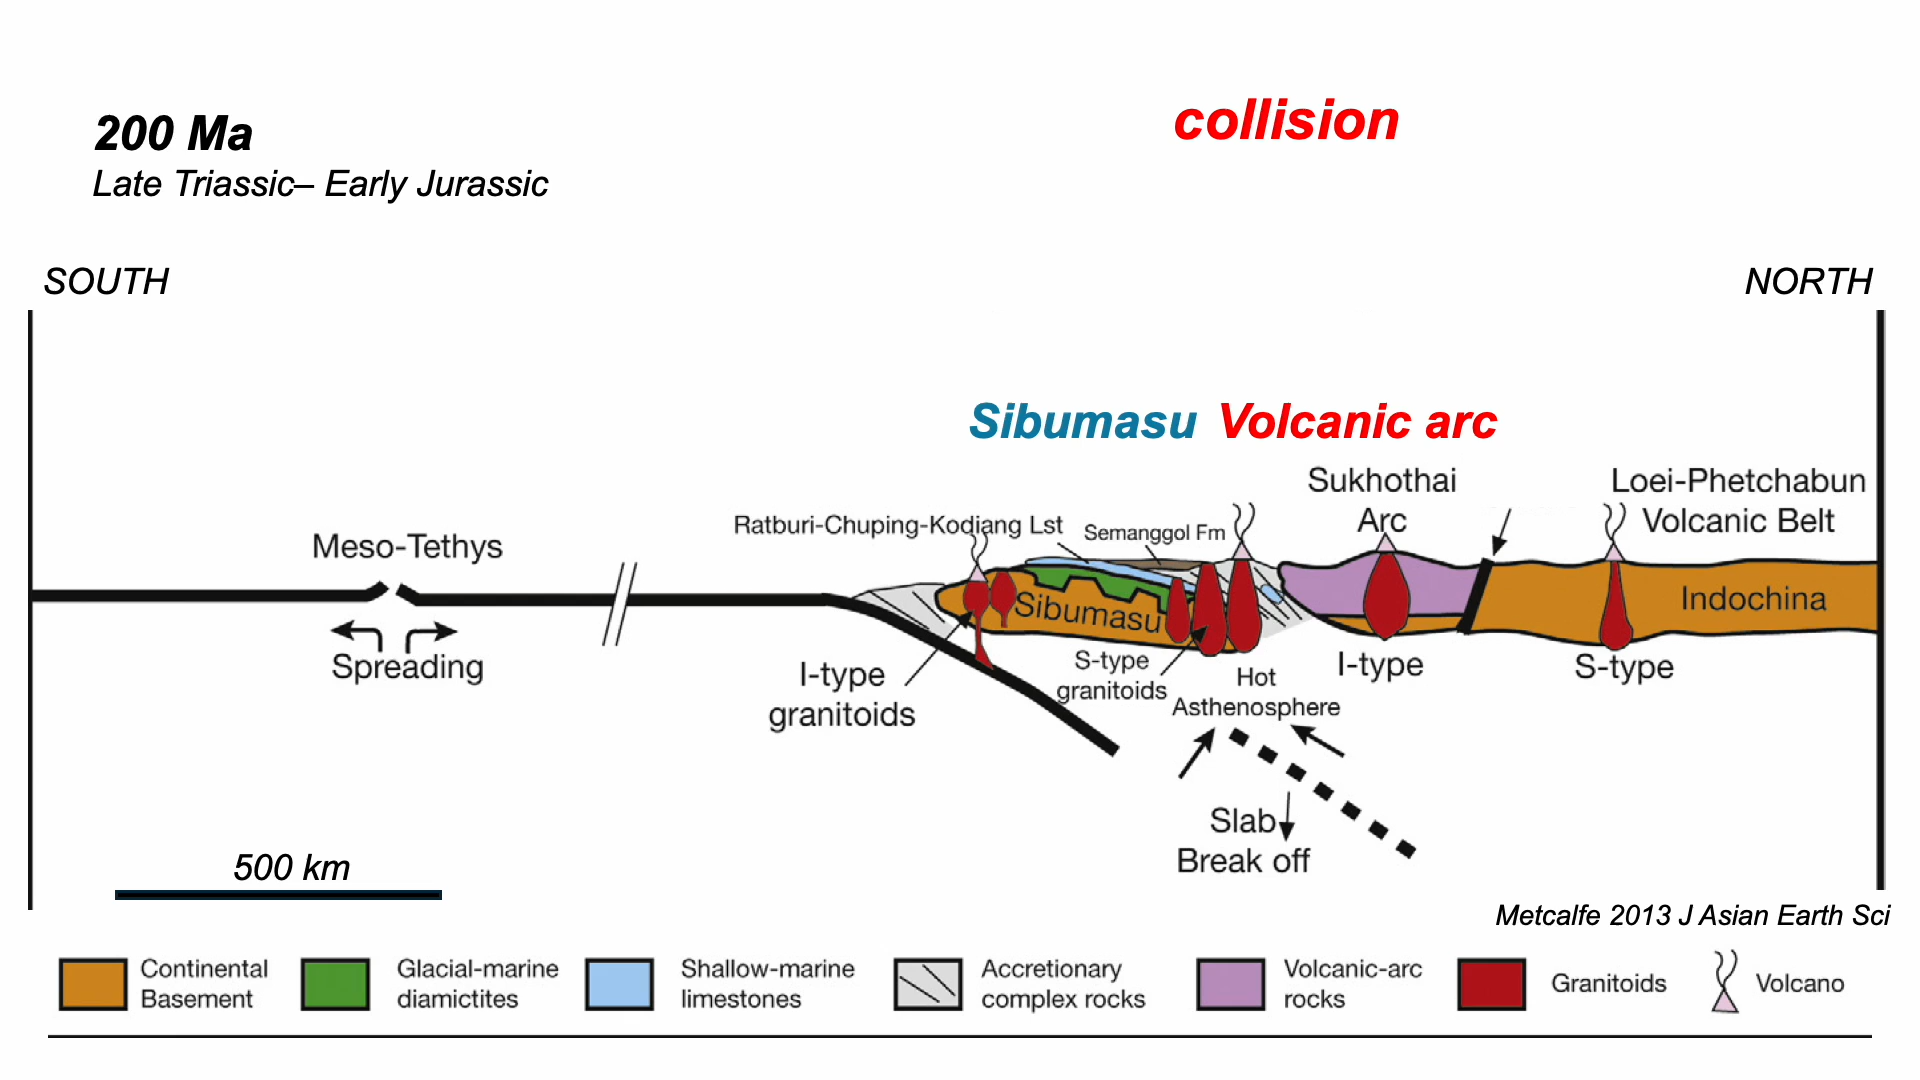 collision
200 Ma
Late Triassic– Early Jurassic
SOUTH
NORTH
Sibumasu Volcanic arc
Sukhothai
Arc
Loei-Phetchabun
Volcanic Belt
Ratburi-Chuping-Kodiang Lst
Semanggol Fm
Meso-Tethys
Spreading
Sibumasu
Indochina
I-type
granitoids
S-type
granitoids
Hot
Asthenosphere
I-type
S-type
Slab
Break off
500 km
Metcalfe 2013 J Asian Earth Sci
Continental
Basement
Glacial-marine
diamictites
Shallow-marine
limestones
Accretionary
complex rocks
Volcanic-arc
rocks
Granitoids
Volcano